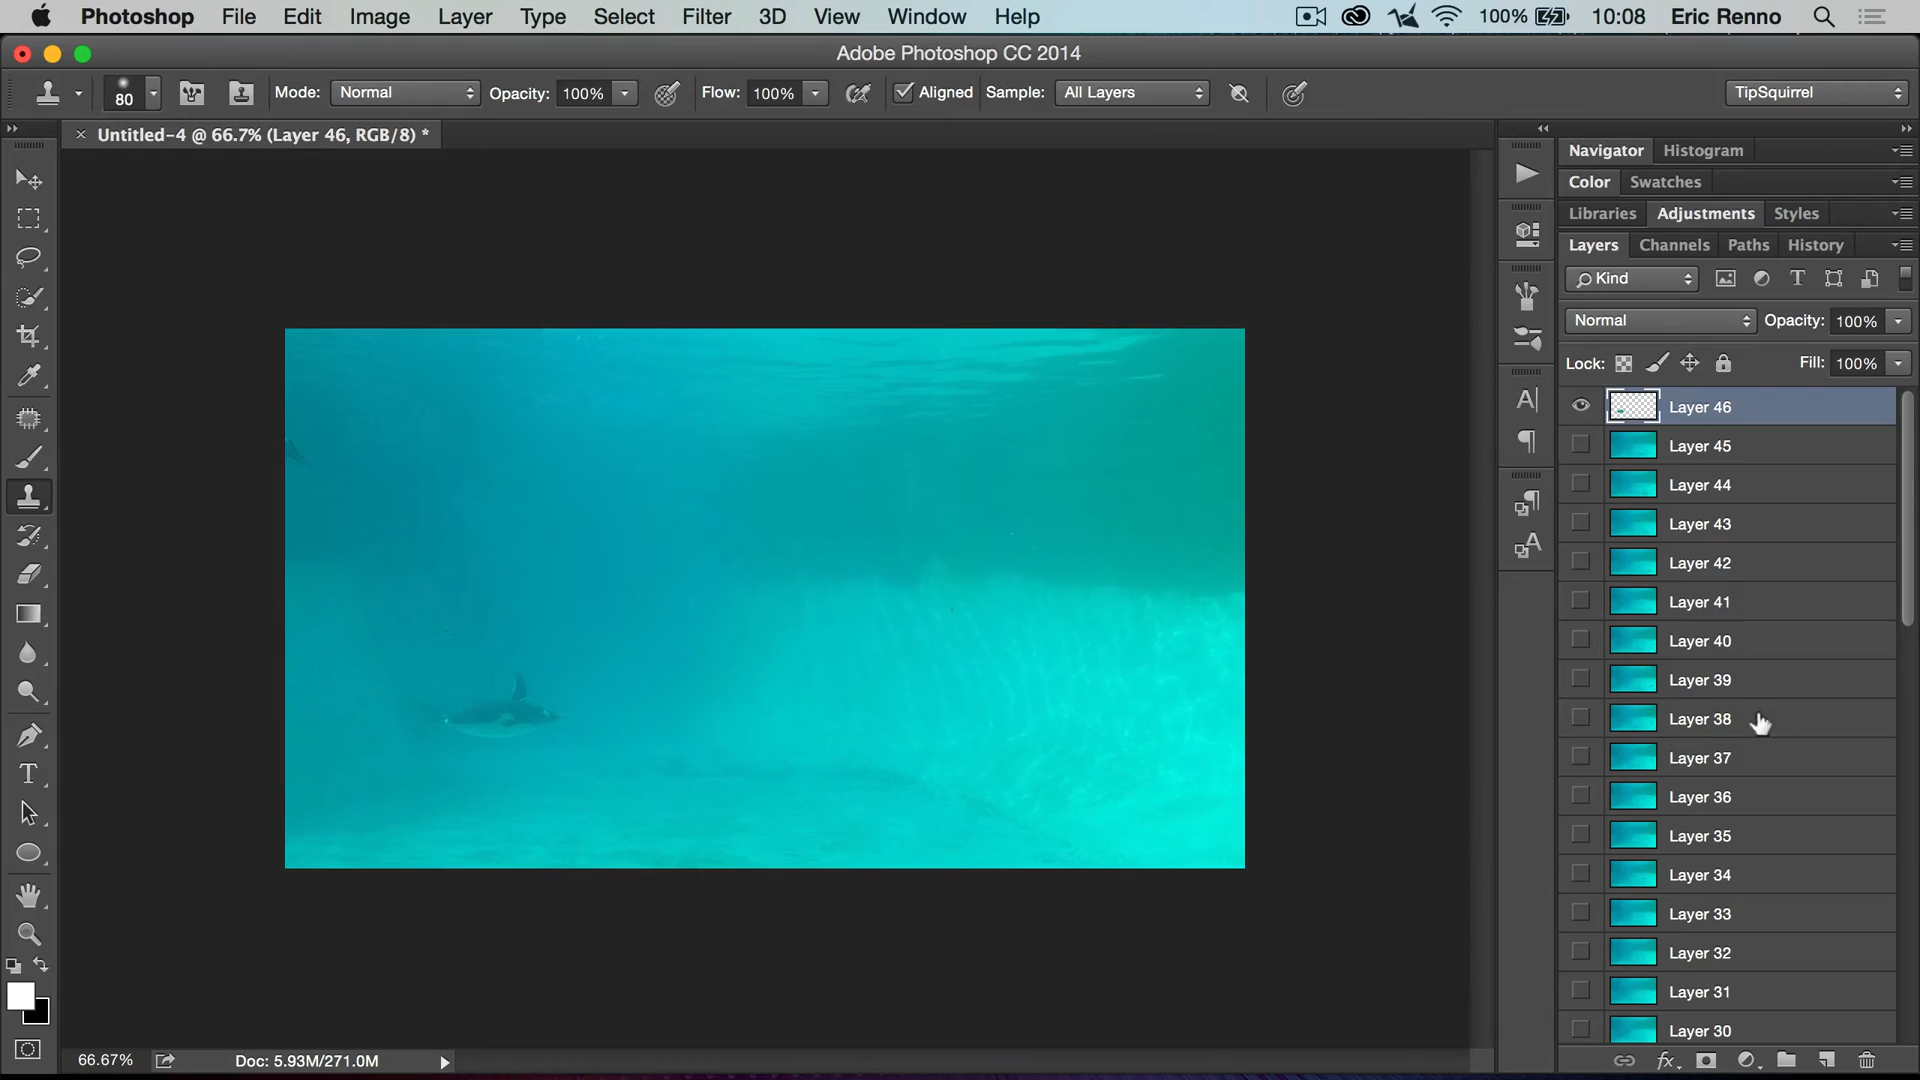 Photoshop File Edit Image Layer Type Select Filter 3D View Window Help 100% 10:08 Eric Renno
Adobe Photoshop CC 2014
80 Mode: Normal Opacity: 100% Flow: 100% Aligned Sample: All Layers TipSquirrel
Untitled-4 @ 66.7% (Layer 46, RGB/8) *
Navigator Histogram
Color Swatches
Libraries Adjustments Styles
Layers Channels Paths History
Kind
Normal Opacity: 100%
Lock: Fill: 100%
Layer 46
Layer 45
Layer 44
Layer 43
Layer 42
Layer 41
Layer 40
Layer 39
Layer 38
Layer 37
Layer 36
Layer 35
Layer 34
Layer 33
Layer 32
Layer 31
Layer 30
66.67% Doc: 5.93M/271.0M